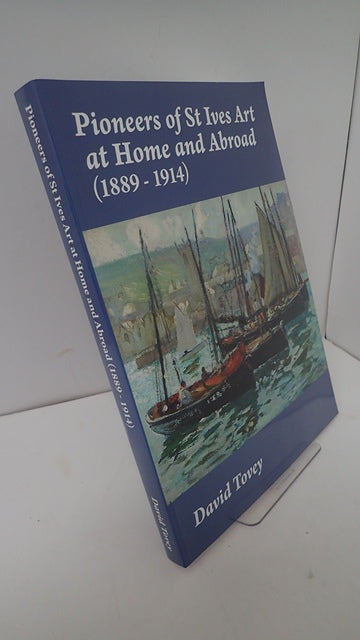 Pioneers of St Ives Art
at Home and Abroad
(1889 - 1914)
David Tovey
Pioneers of St Ives Art at Home and Abroad (1889 - 1914)
David Tovey